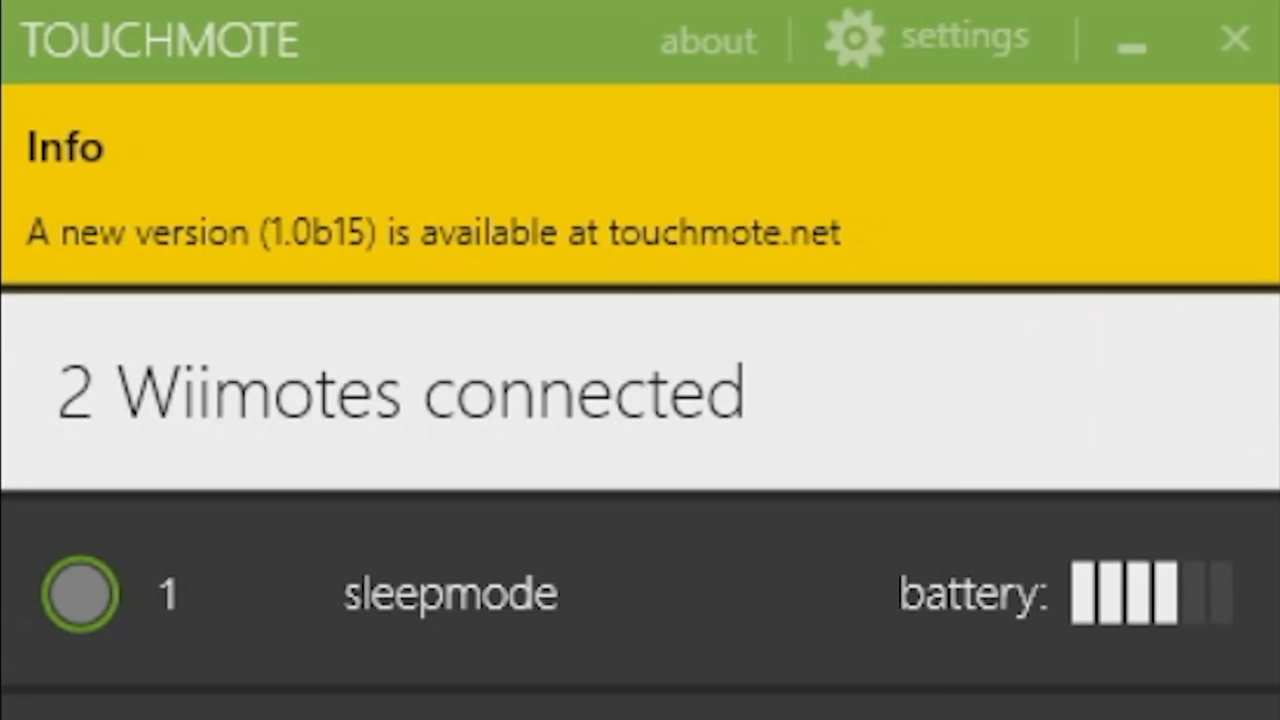 TOUCHMOTE about settings
Info
A new version (1.0b15) is available at touchmote.net
2 Wiimotes connected
1 sleepmode battery: